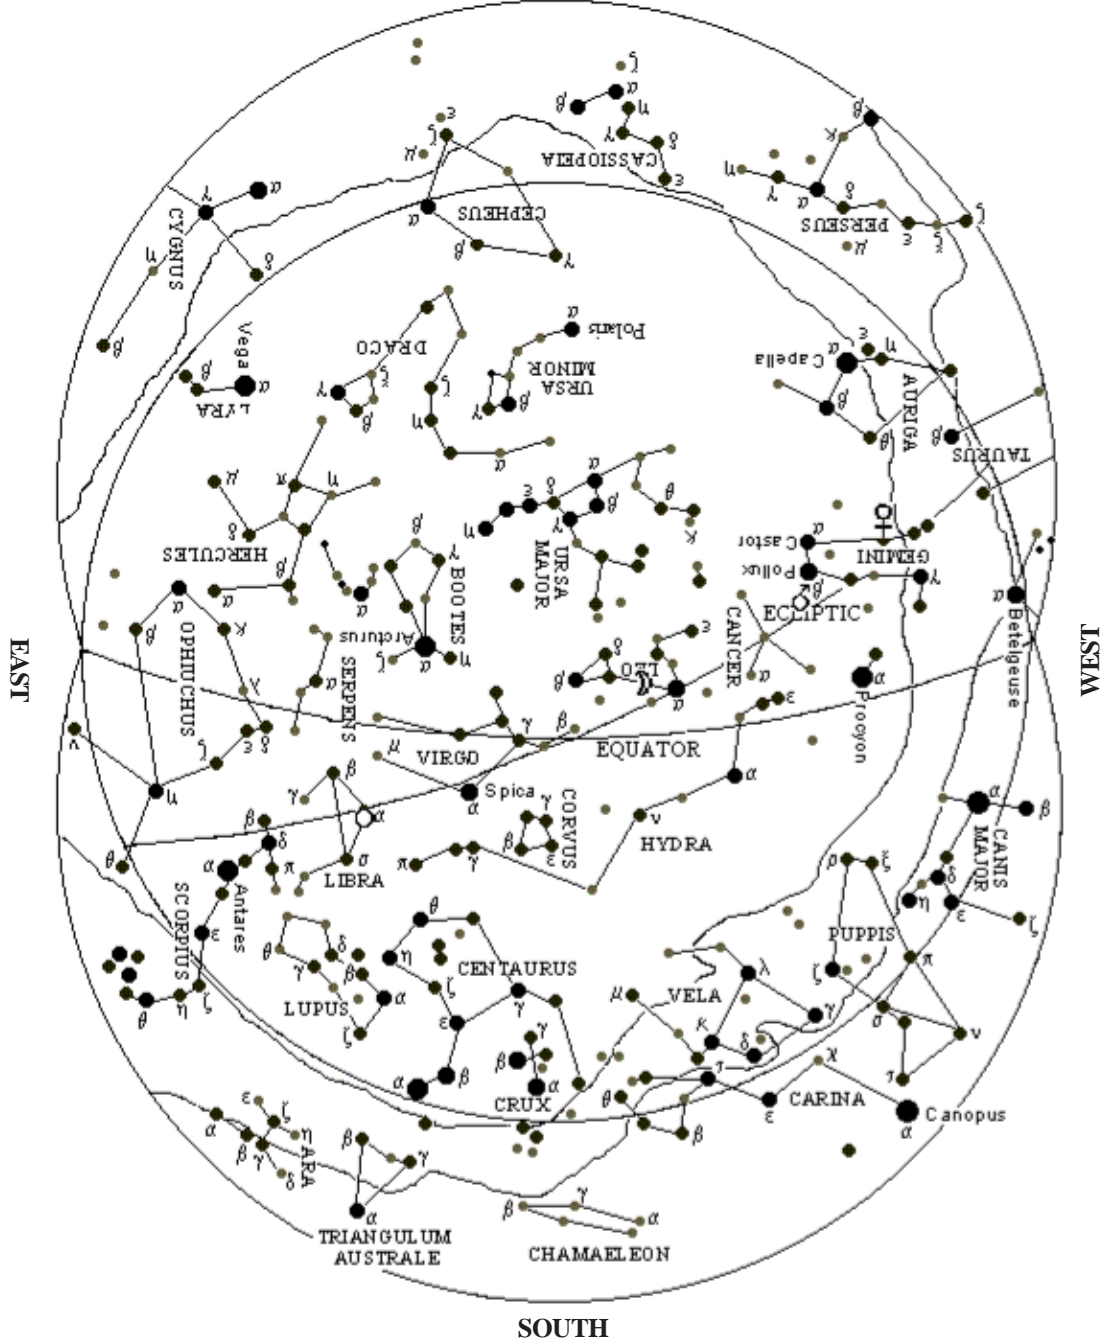 ζ
α
β
η
γ
δ
ε
CASSIOPEIA
ε
ζ
μ
α
β
γ
CEPHEUS
β
κ
η
γ
α
δ
ε
ξ
ζ
μ
PERSEUS
α
γ
η
δ
β
CYGNUS
Vega
α
β
LYRA
DRACO
γ
ξ
β
ζ
η
α
α
Polaris
URSA
MINOR
γ
β
ε
η
α
Capella
β
θ
AURIGA
β
TAURUS
μ
π
η
δ
HERCULES
β
α
β
γ
BOOTES
α
Arcturus
α
η
ζ
η
ε
δ
α
β
γ
URSA
MAJOR
θ
κ
α
Castor
Pollux
β
GEMINI
γ
ECLIPTIC
CANCER
α
α
Betelgeuse
EAST
WEST
α
β
κ
OPHIUCHUS
λ
ν
ζ
ε
δ
η
θ
α
SERPENS
ε
δ
β
LEO
α
α
Procyon
ε
VIRGO
γ
β
μ
α
Spica
EQUATOR
α
HYDRA
ν
γ
π
CORVUS
γ
β
ε
β
γ
α
σ
LIBRA
β
δ
α
π
Antares
SCORPIUS
ε
ζ
η
θ
α
β
CANIS
MAJOR
δ
η
ε
ζ
ρ
ξ
PUPPIS
ζ
π
σ
ν
τ
θ
δ
γ
β
α
LUPUS
ζ
θ
η
CENTAURUS
ζ
γ
ε
β
α
γ
β
α
CRUX
μ
VELA
λ
κ
δ
γ
τ
χ
θ
β
ε
CARINA
Canopus
α
ε
ζ
α
η
β
γ
δ
ARA
β
γ
α
TRIANGULUM
AUSTRALE
β
γ
α
CHAMAELEON
SOUTH